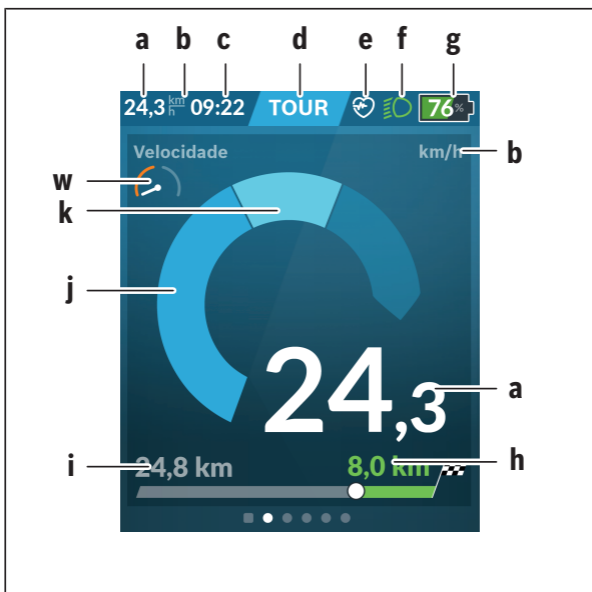 a b c d e f g
24,3 km/h 09:22 TOUR 76%
Velocidade km/h b
w
k
j
24,3 a
i 24,8 km 8,0 km h